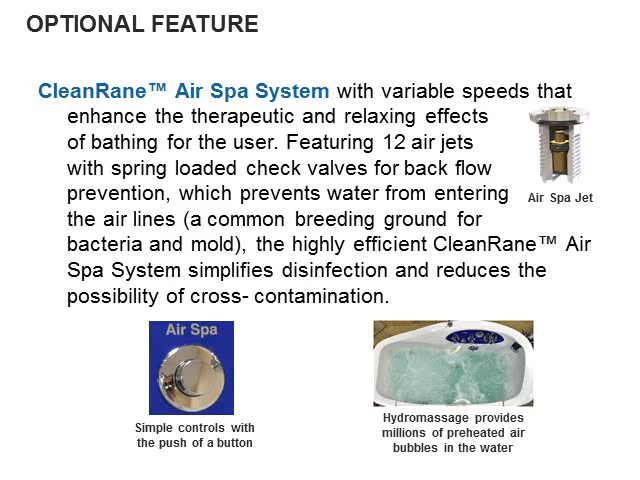 OPTIONAL FEATURE
CleanRane™ Air Spa System with variable speeds that
enhance the therapeutic and relaxing effects
of bathing for the user. Featuring 12 air jets
with spring loaded check valves for back flow
prevention, which prevents water from entering
the air lines (a common breeding ground for
bacteria and mold), the highly efficient CleanRane™ Air
Spa System simplifies disinfection and reduces the
possibility of cross- contamination.
Air Spa Jet
Air Spa
Simple controls with
the push of a button
Hydromassage provides
millions of preheated air
bubbles in the water